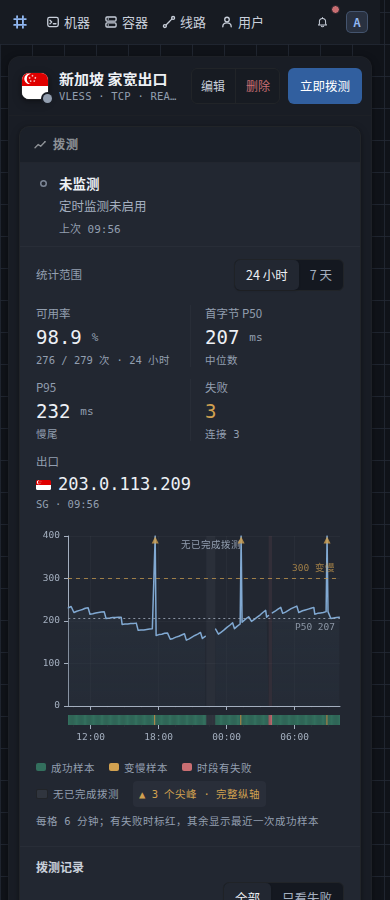 机器 容器 线路 用户 A
新加坡 家宽出口
VLESS · TCP · REA…
编辑 删除 立即拨测
拨测
未监测
定时监测未启用
上次 09:56
统计范围 24 小时 7 天
可用率 首字节 P50
98.9 % 207 ms
276 / 279 次 · 24 小时 中位数
P95 失败
232 ms 3
慢尾 连接 3
出口
203.0.113.209
SG · 09:56
400
无已完成拨测
300
300 变慢
200
P50 207
100
0
12:00 18:00 00:00 06:00
成功样本 变慢样本 时段有失败
无已完成拨测 ▲ 3 个尖峰 · 完整纵轴
每格 6 分钟；有失败时标红，其余显示最近一次成功样本
拨测记录
全部 只看失败